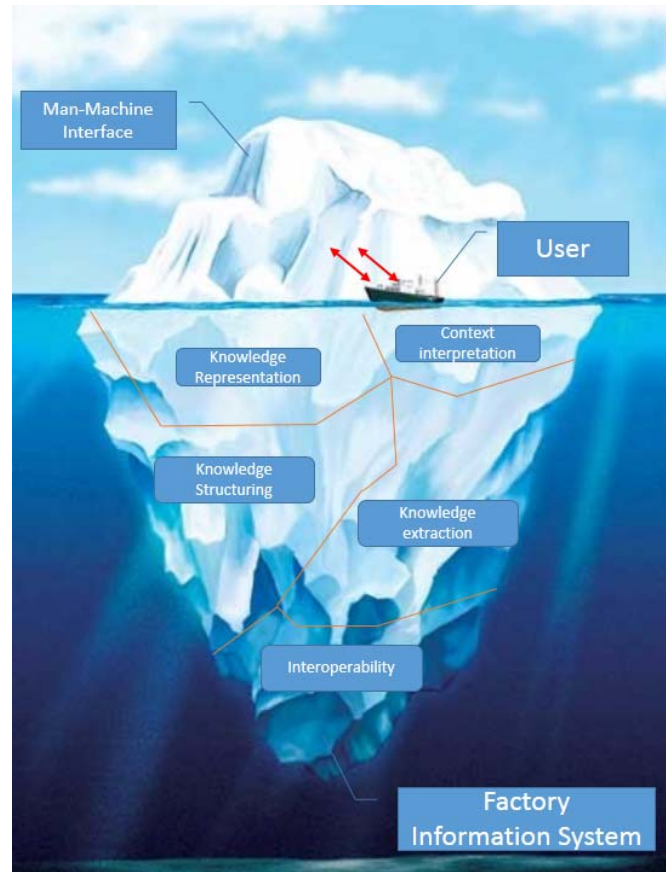 Man-Machine
Interface
User
Context
interpretation
Knowledge
Representation
Knowledge
Structuring
Knowledge
extraction
Interoperability
Factory
Information System